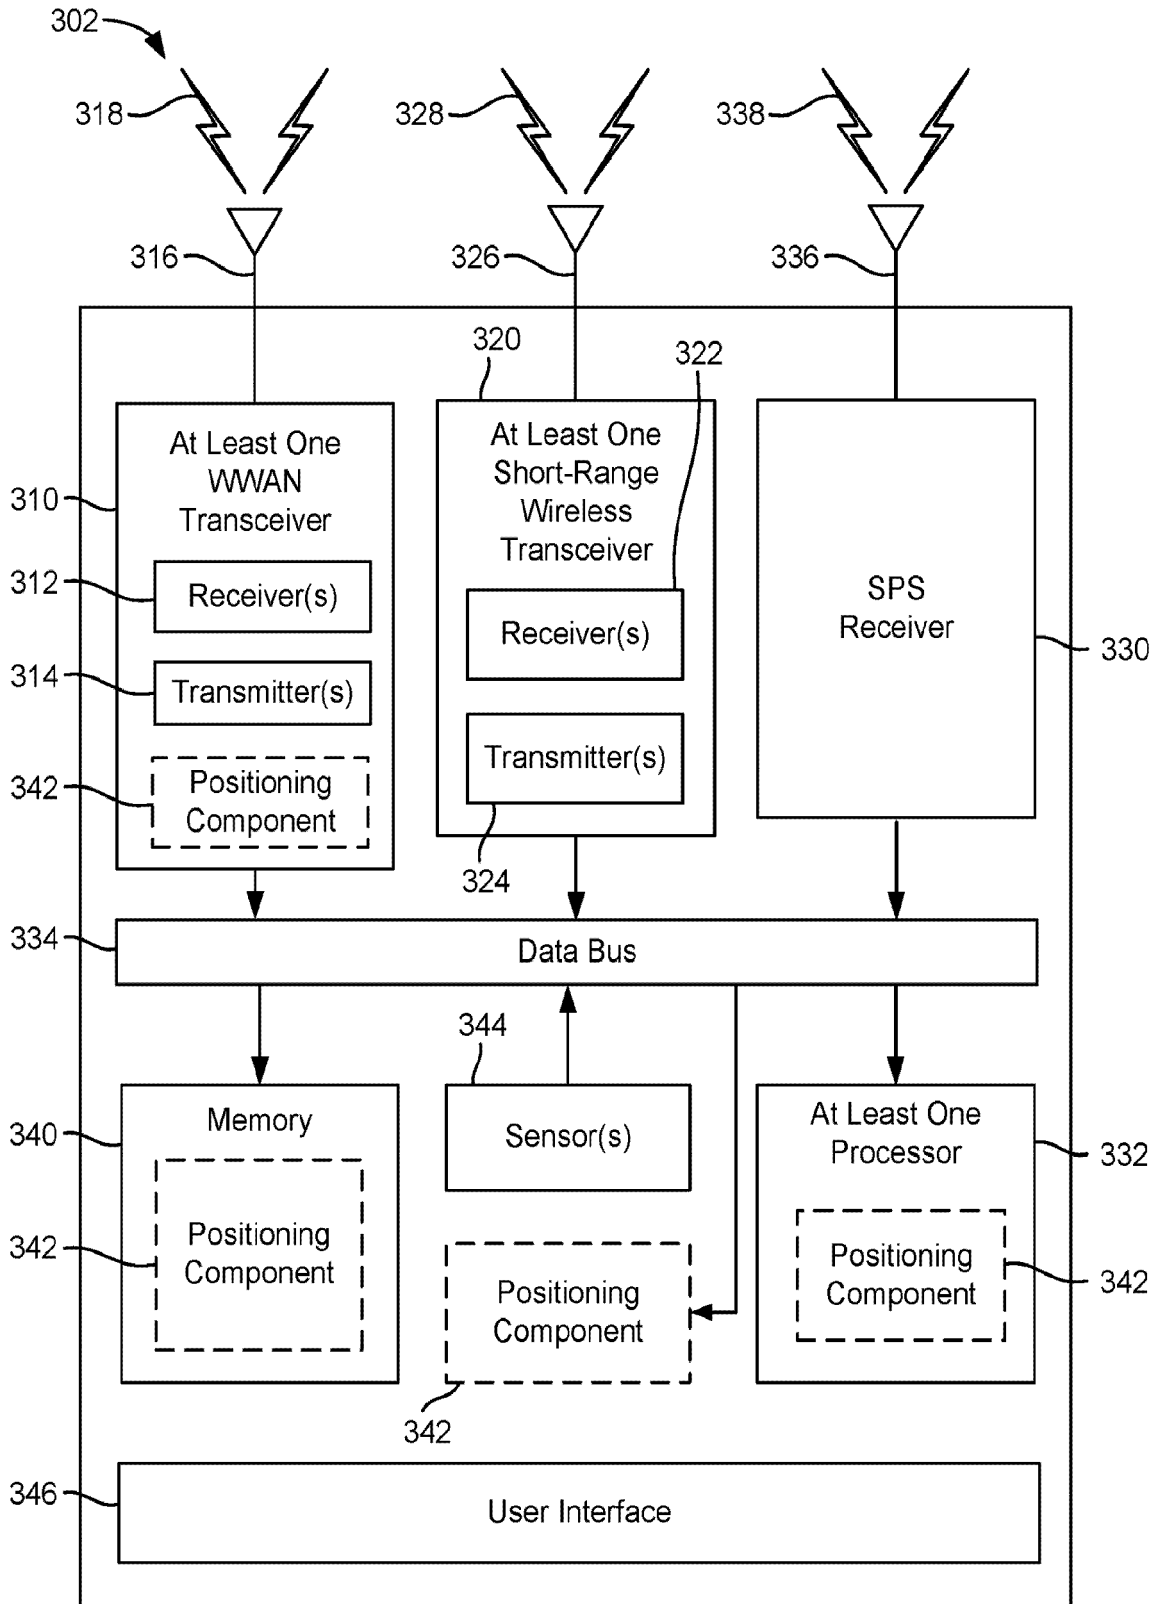 302
318
328
338
316
326
336
320
322
At Least One
WWAN
Transceiver
310
312
Receiver(s)
314
Transmitter(s)
342
Positioning
Component
At Least One
Short-Range
Wireless
Transceiver
Receiver(s)
Transmitter(s)
324
SPS
Receiver
330
334
Data Bus
344
340
Memory
342
Positioning
Component
Sensor(s)
Positioning
Component
342
At Least One
Processor
332
Positioning
Component
342
346
User Interface